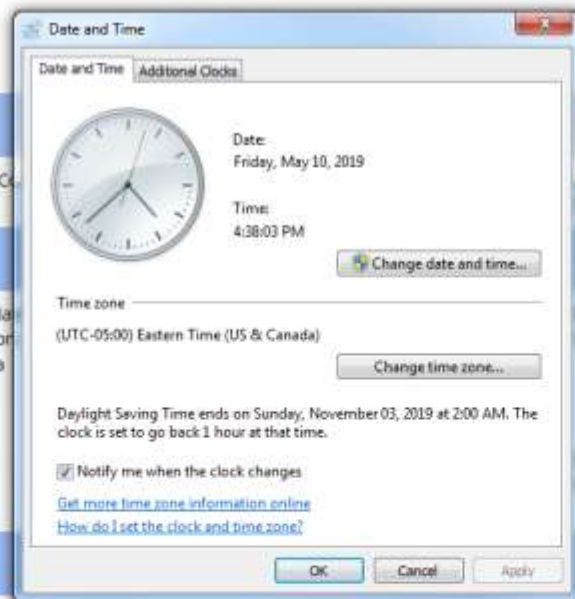 Date and Time
Date and Time
Additional Clocks
Date:
Friday, May 10, 2019
Time:
4:38:03 PM
Change date and time...
Time zone
(UTC-05:00) Eastern Time (US & Canada)
Change time zone...
Daylight Saving Time ends on Sunday, November 03, 2019 at 2:00 AM. The
clock is set to go back 1 hour at that time.
Notify me when the clock changes
Get more time zone information online
How do I set the clock and time zone?
OK
Cancel
Apply